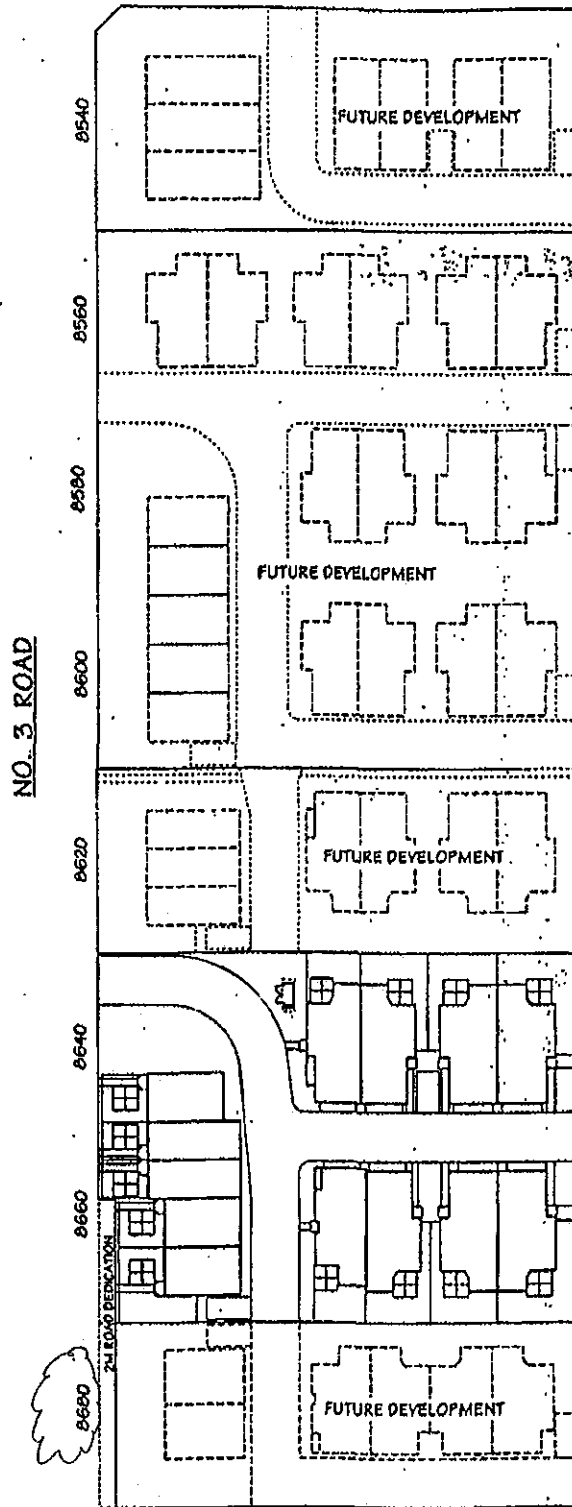 8540
FUTURE DEVELOPMENT
8560
8580
FUTURE DEVELOPMENT
8600
NO. 3 ROAD
8620
FUTURE DEVELOPMENT
8640
8660
2M ROAD DEDICATION
8680
FUTURE DEVELOPMENT